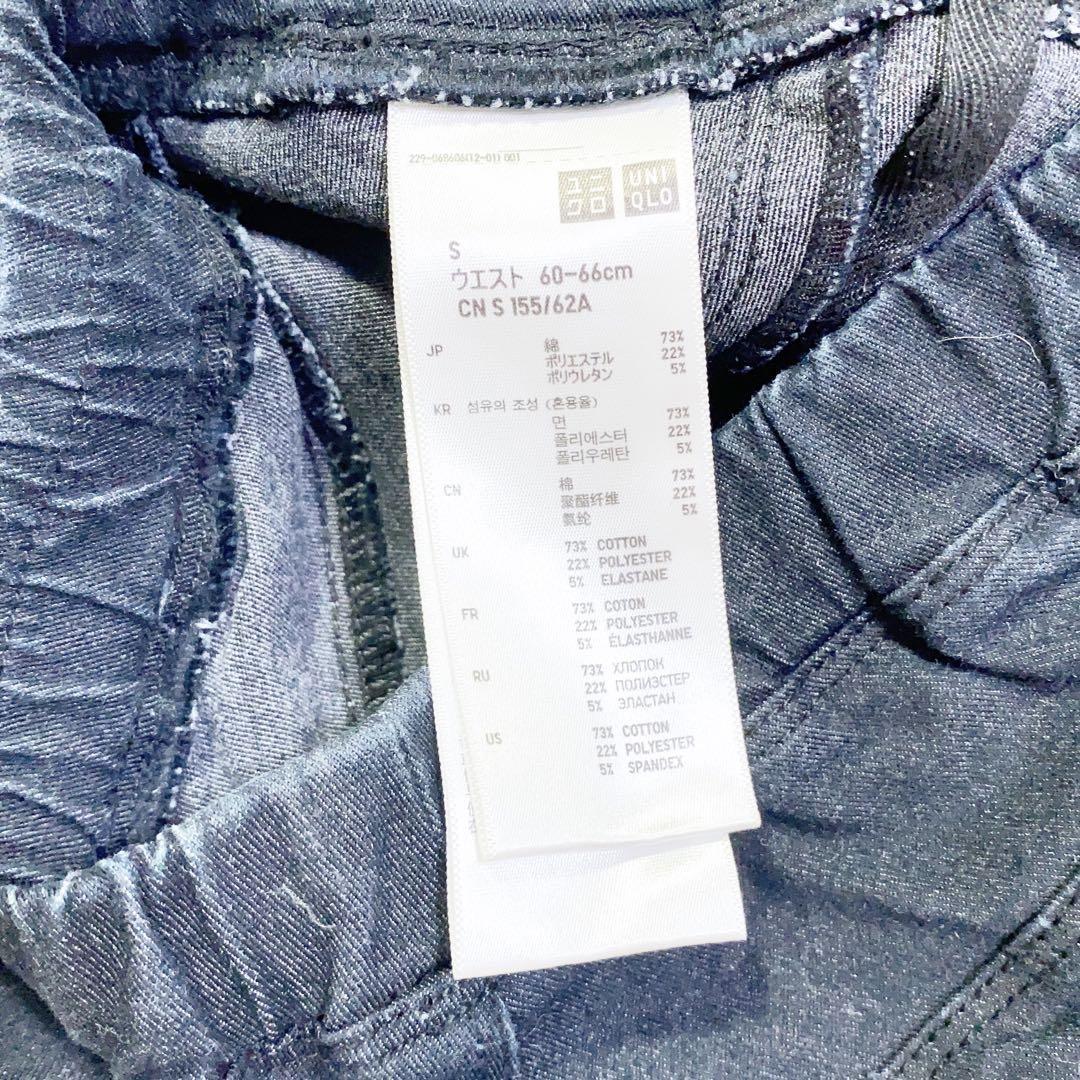 229-068606(12-01) 001
ユニ
クロ
UNI
QLO
S
ウエスト 60-66cm
CN S 155/62A
JP 綿 73%
ポリエステル 22%
ポリウレタン 5%
KR 섬유의 조성 (혼용율)
면 73%
폴리에스터 22%
폴리우레탄 5%
CN 棉 73%
聚酯纤维 22%
氨纶 5%
UK 73% COTTON
22% POLYESTER
5% ELASTANE
FR 73% COTON
22% POLYESTER
5% ÉLASTHANNE
RU 73% ХЛОПОК
22% ПОЛИЭСТЕР
5% ЭЛАСТАН
US 73% COTTON
22% POLYESTER
5% SPANDEX